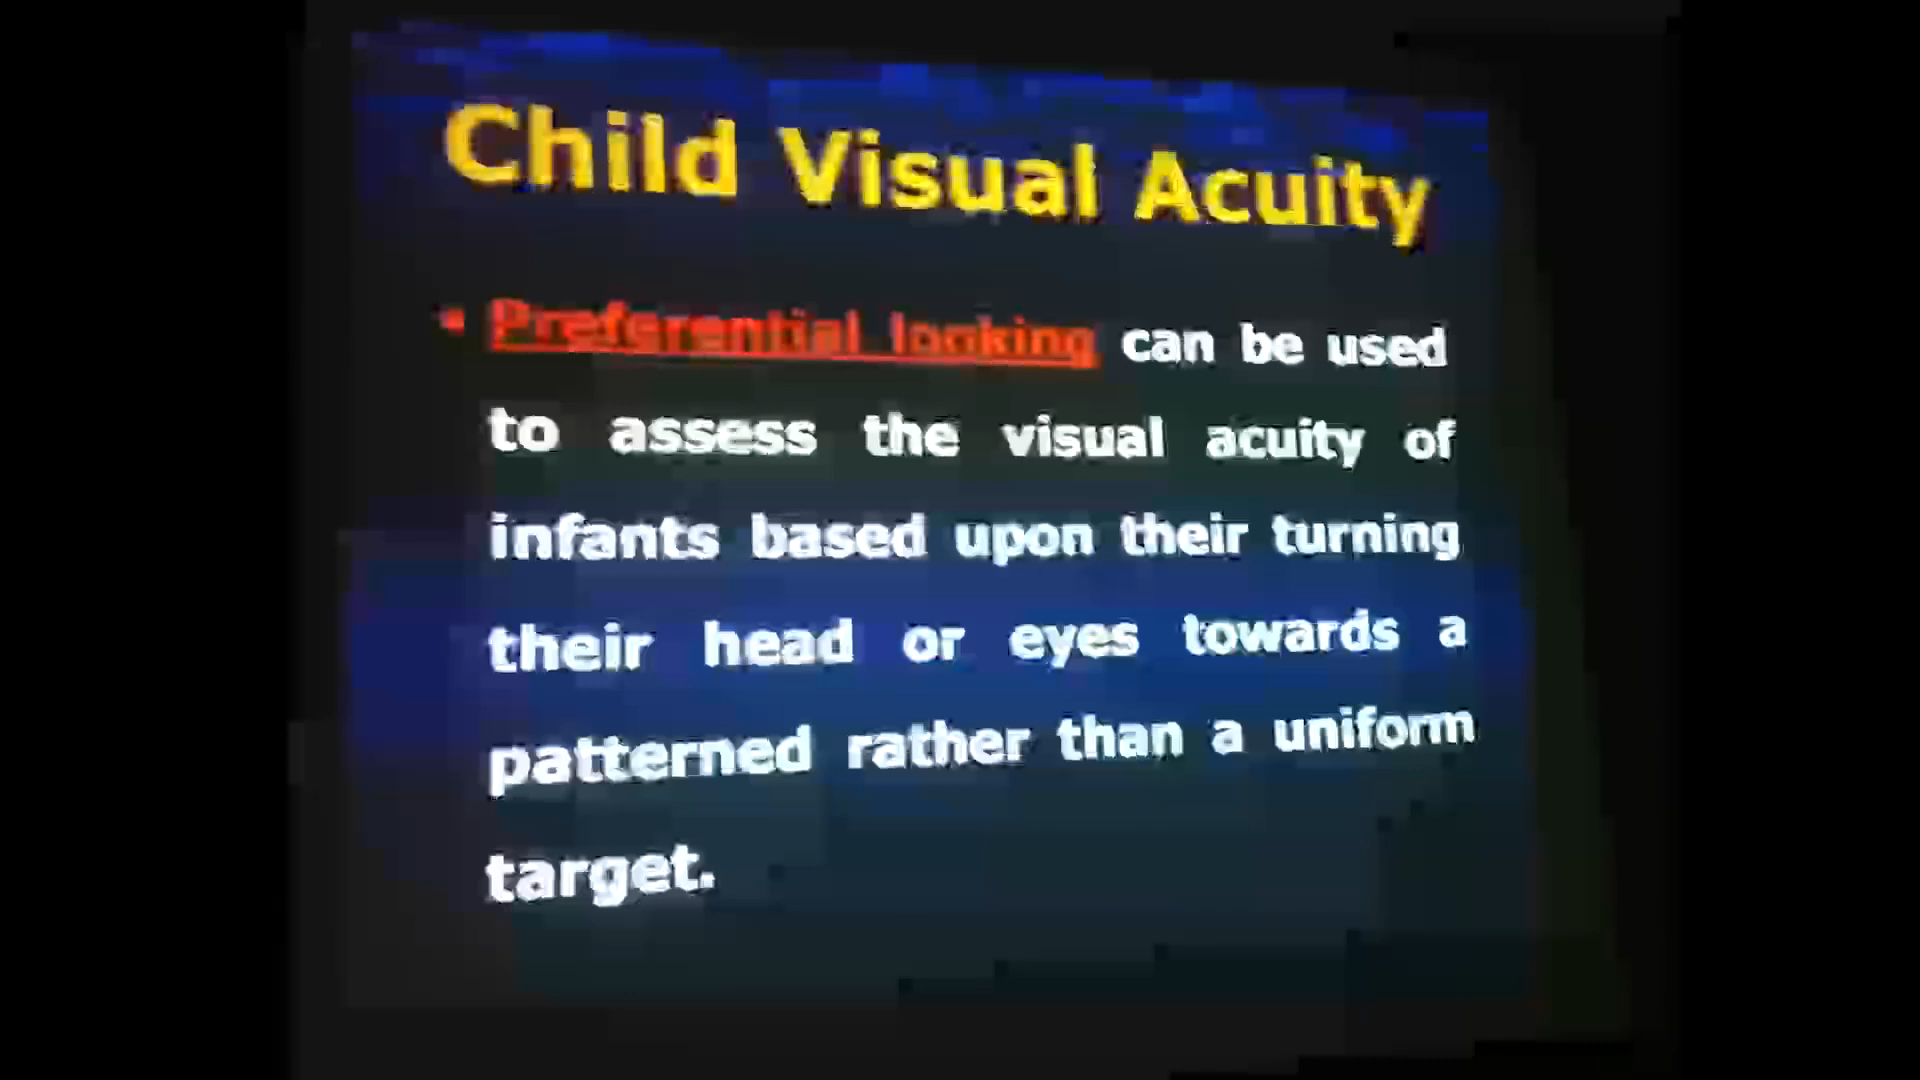 Child Visual Acuity
• Preferential looking can be used
to assess the visual acuity of
infants based upon their turning
their head or eyes towards a
patterned rather than a uniform
target.